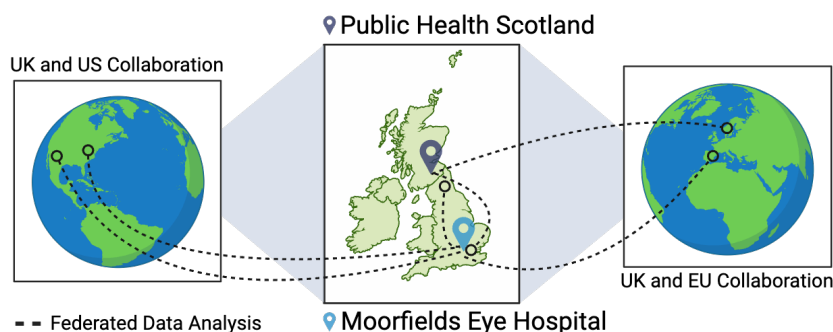 Public Health Scotland
UK and US Collaboration
UK and EU Collaboration
Federated Data Analysis
Moorfields Eye Hospital